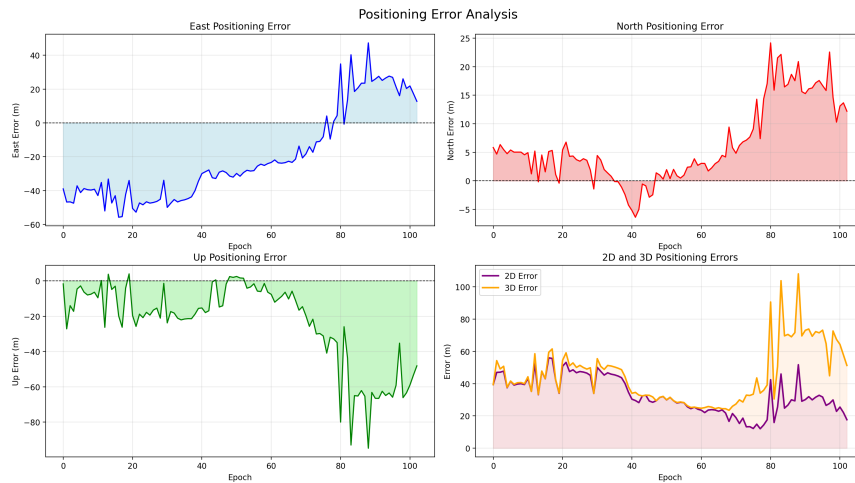 Positioning Error Analysis
East Positioning Error
East Error (m)
40
20
0
−20
−40
−60
0 20 40 60 80 100
Epoch
North Positioning Error
North Error (m)
25
20
15
10
5
0
−5
0 20 40 60 80 100
Epoch
Up Positioning Error
Up Error (m)
0
−20
−40
−60
−80
0 20 40 60 80 100
Epoch
2D and 3D Positioning Errors
2D Error
3D Error
Error (m)
100
80
60
40
20
0
0 20 40 60 80 100
Epoch